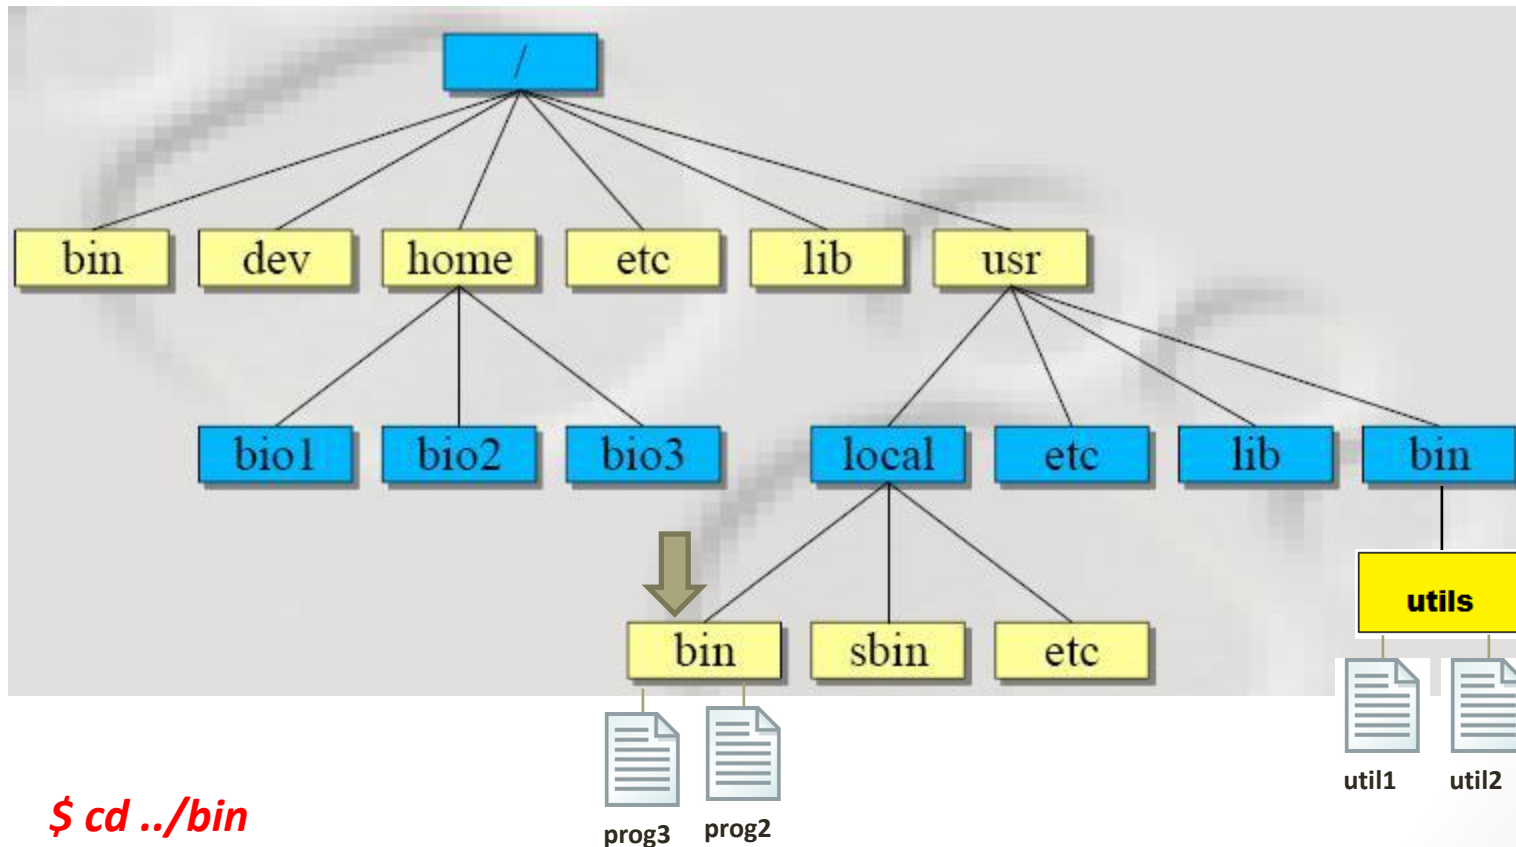 /
bin dev home etc lib usr
bio1 bio2 bio3 local etc lib bin
utils
bin sbin etc
util1 util2
$ cd ../bin
prog3 prog2